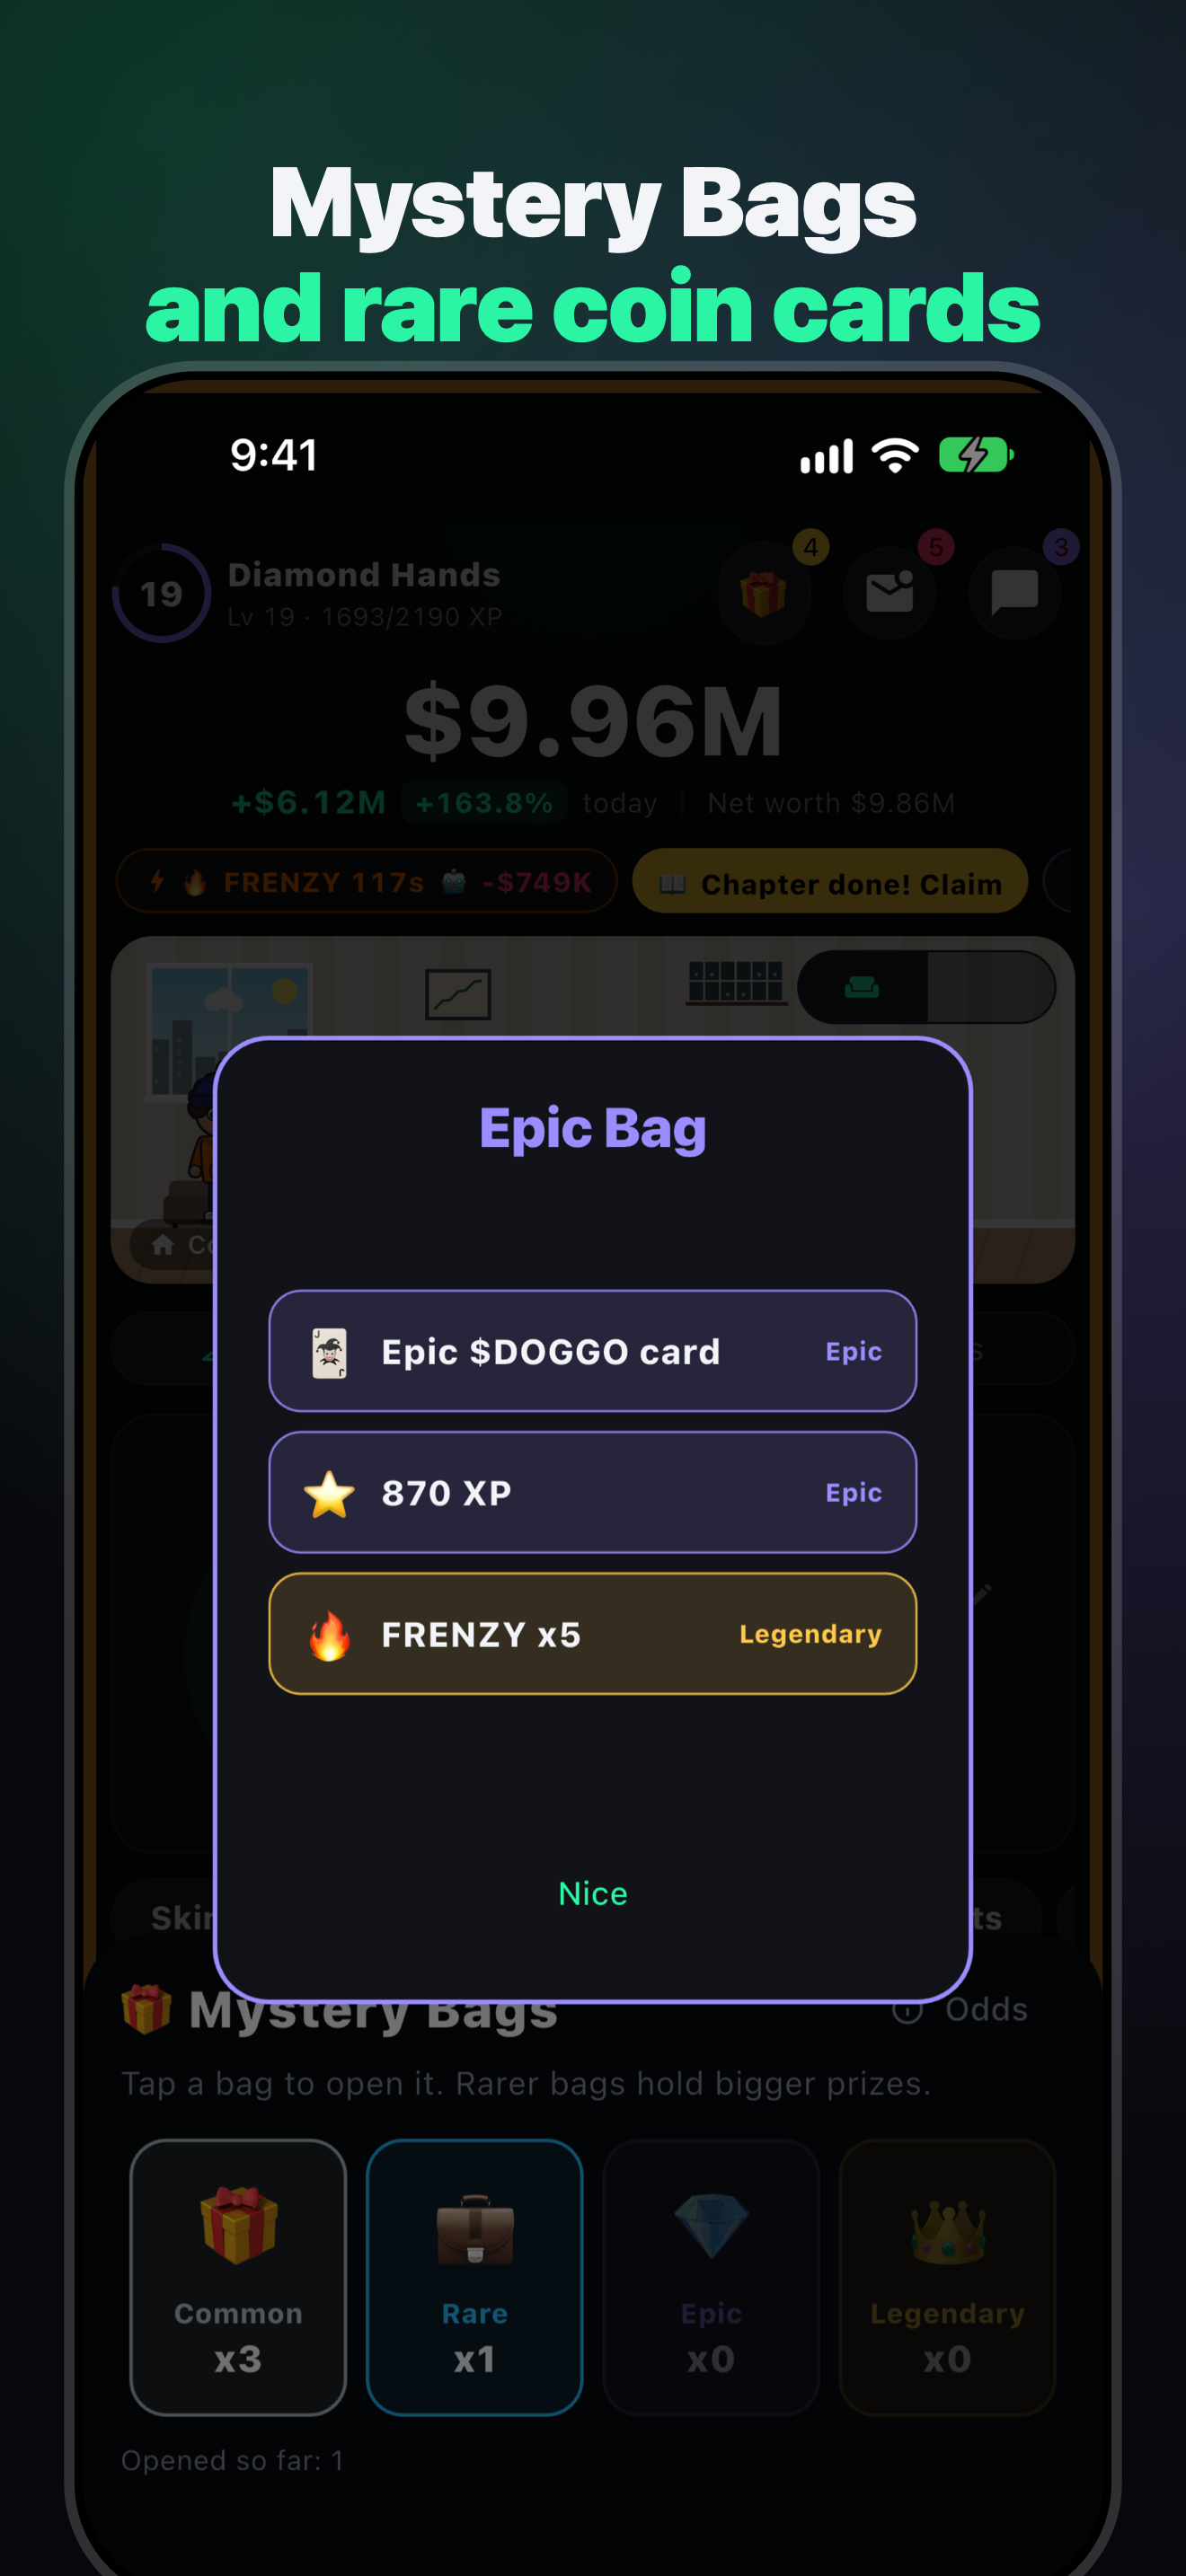 Mystery Bags
and rare coin cards
9:41
19
Diamond Hands
Lv 19 · 1693/2190 XP
4
5
3
$9.96M
+$6.12M +163.8% today Net worth $9.86M
FRENZY 117s -$749K
Chapter done! Claim
Epic Bag
Epic $DOGGO card Epic
870 XP Epic
FRENZY x5 Legendary
Nice
Mystery Bags
Odds
Tap a bag to open it. Rarer bags hold bigger prizes.
Common
x3
Rare
x1
Epic
x0
Legendary
x0
Opened so far: 1